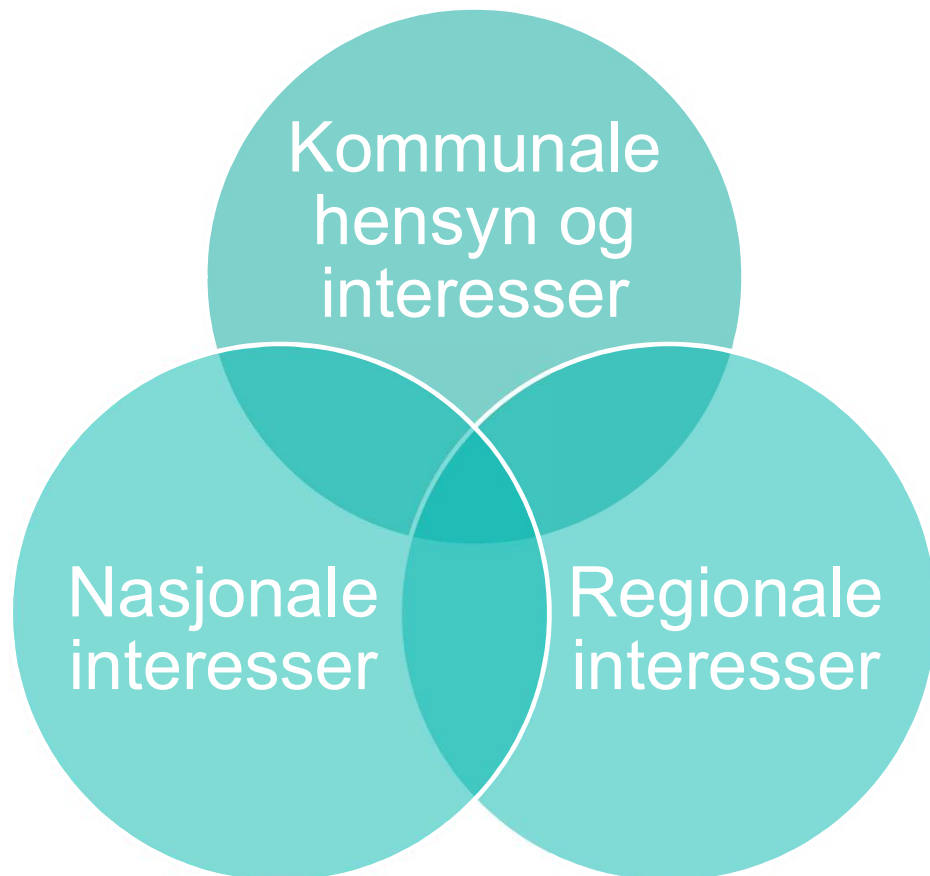 Kommunale
hensyn og
interesser
Nasjonale
interesser
Regionale
interesser